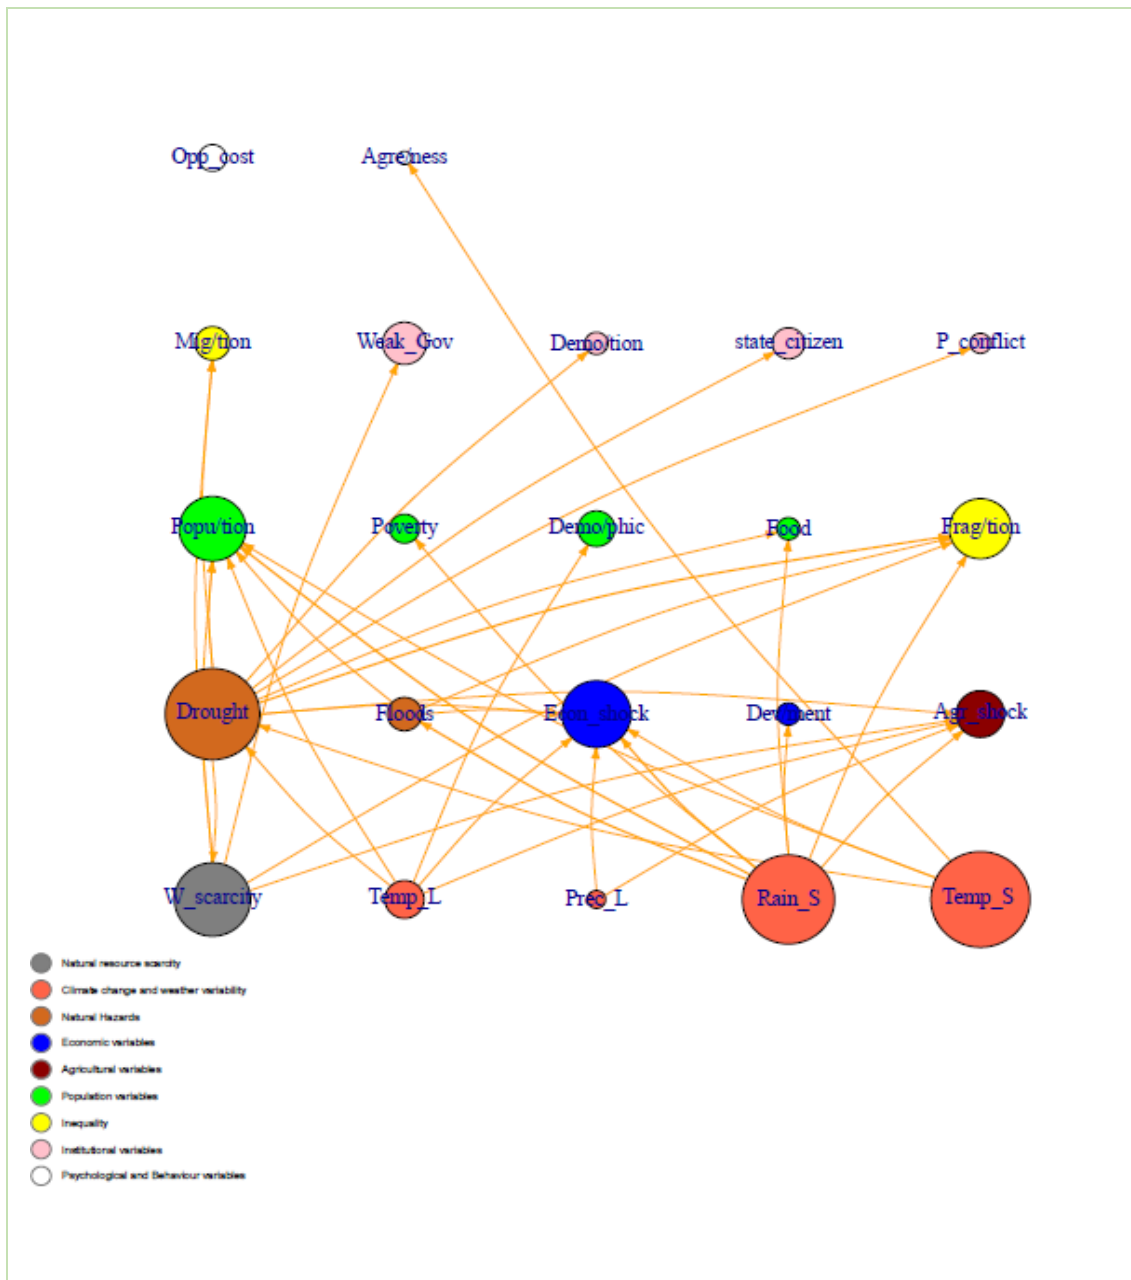 Opp_cost Agre/ness
Mig/tion Weak_Gov Demo/tion state_citizen P_conflict
Popu/tion Poverty Demo/phic Food Frag/tion
Drought Floods Econ_shock Dev/ment Agr_shock
W_scarcity Temp_L Prec_L Rain_S Temp_S
Natural resource scarcity
Climate change and weather variability
Natural Hazards
Economic variables
Agricultural variables
Population variables
Inequality
Institutional variables
Psychological and Behaviour variables